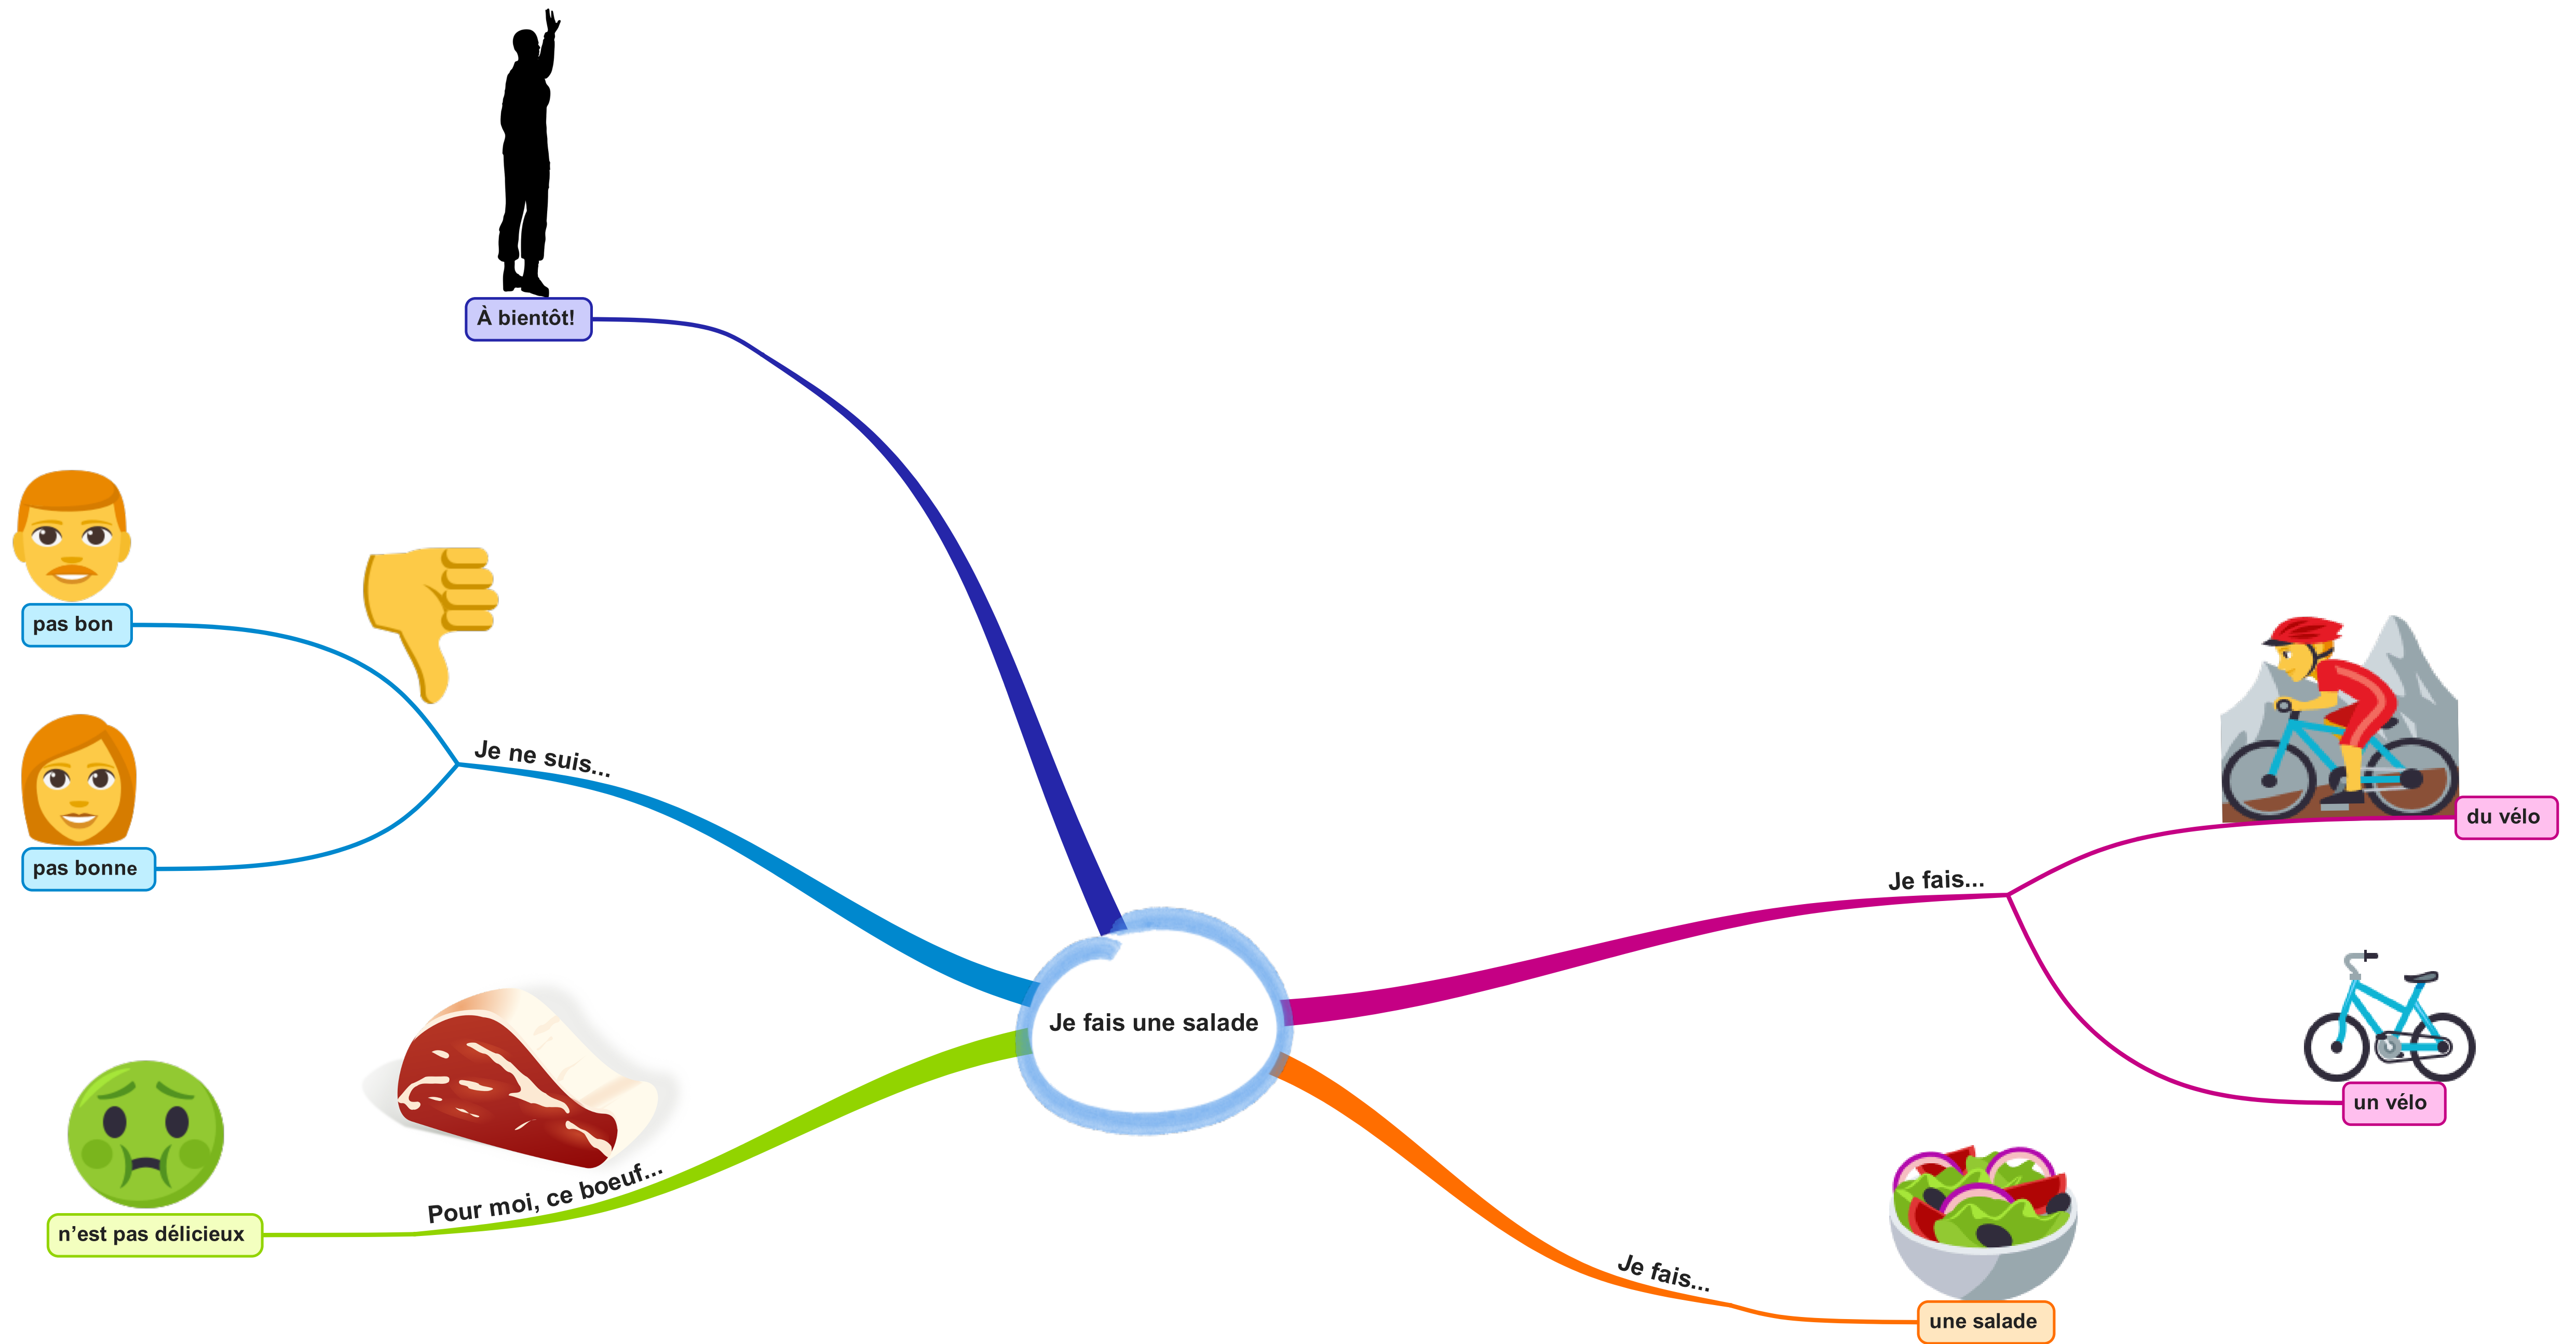 À bientôt!
pas bon
Je ne suis...
pas bonne
Je fais...
du vélo
un vélo
Je fais une salade
Pour moi, ce boeuf...
n’est pas délicieux
Je fais...
une salade